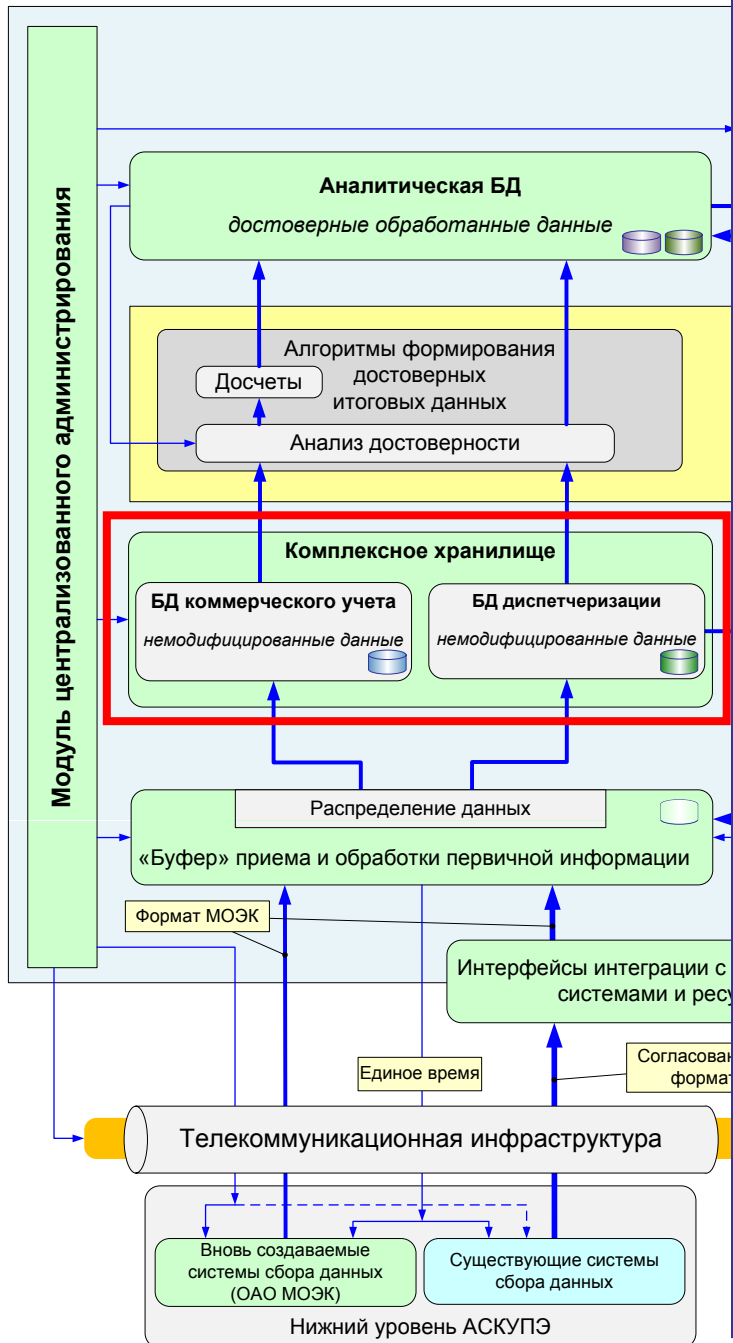 Модуль централизованного администрирования
Аналитическая БД
достоверные обработанные данные
Алгоритмы формирования
достоверных
итоговых данных
Досчеты
Анализ достоверности
Комплексное хранилище
БД коммерческого учета
немодифицированные данные
БД диспетчеризации
немодифицированные данные
Распределение данных
«Буфер» приема и обработки первичной информации
Формат МОЭК
Интерфейсы интеграции с
системами и ресу
Единое время
Согласован
формат
Телекоммуникационная инфраструктура
Вновь создаваемые
системы сбора данных
(ОАО МОЭК)
Существующие системы
сбора данных
Нижний уровень АСКУПЭ